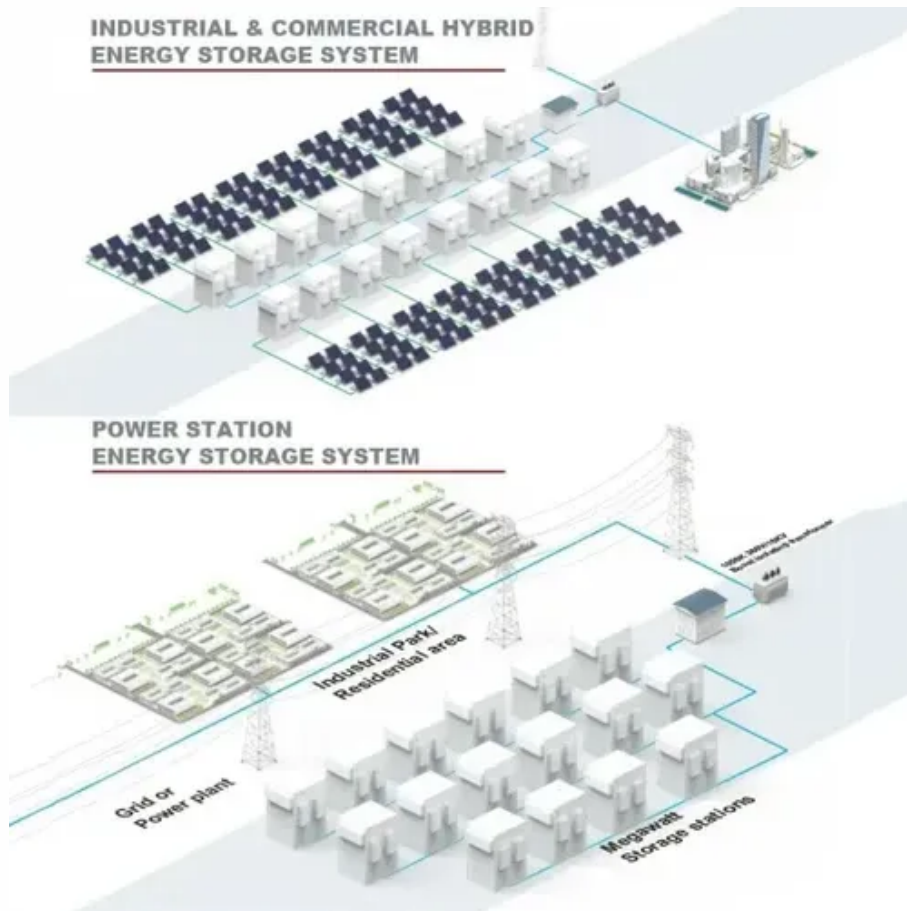 INDUSTRIAL & COMMERCIAL HYBRID
ENERGY STORAGE SYSTEM
POWER STATION
ENERGY STORAGE SYSTEM
Industrial Park/
Residential area
Grid or
Power plant
Megawatt
Storage stations